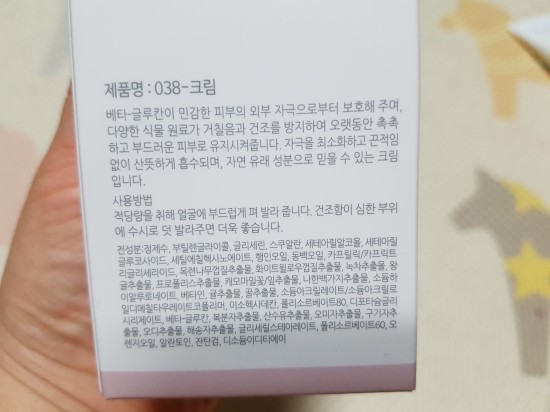 제품명 : 038-크림
베타-글루칸이 민감한 피부의 외부 자극으로부터 보호해 주며,
다양한 식물 원료가 거칠음과 건조를 방지하여 오랫동안 촉촉
하고 부드러운 피부로 유지시켜줍니다. 자극을 최소화하고 끈적임
없이 산뜻하게 흡수되며, 자연 유래 성분으로 믿을 수 있는 크림
입니다.
사용방법
적당량을 취해 얼굴에 부드럽게 펴 발라 줍니다. 건조함이 심한 부위
에 수시로 덧 발라주면 더욱 좋습니다.
전성분:정제수, 부틸렌글라이콜, 글리세린, 스쿠알란, 세테아릴알코올, 세테아릴
글루코사이드, 세틸에틸헥사노에이트, 행인오일, 동백오일, 카프릴릭/카프릭트
리글리세라이드, 육련나무껍질추출물, 화이트윌로우껍질추출물, 녹차추출물, 왕
귤추출물, 프로폴리스추출물, 캐모마일꽃/잎추출물, 나한백가지추출물, 소듐하
이알루로네이트, 베타인, 귤추출물, 꿀추출물, 소듐아크릴레이트/소듐아크릴로
일디메칠타우레이트코폴리머, 이소헥사데칸, 폴리소르베이트80, 디포타슘글리
시리제이트, 베타-글루칸, 복분자추출물, 산수유추출물, 오미자추출물, 구기자추
출물, 오디추출물, 해송자추출물, 글리세릴스테아레이트, 폴리소르베이트60, 오
렌지오일, 알란토인, 잔탄검, 디소듐이디티에이